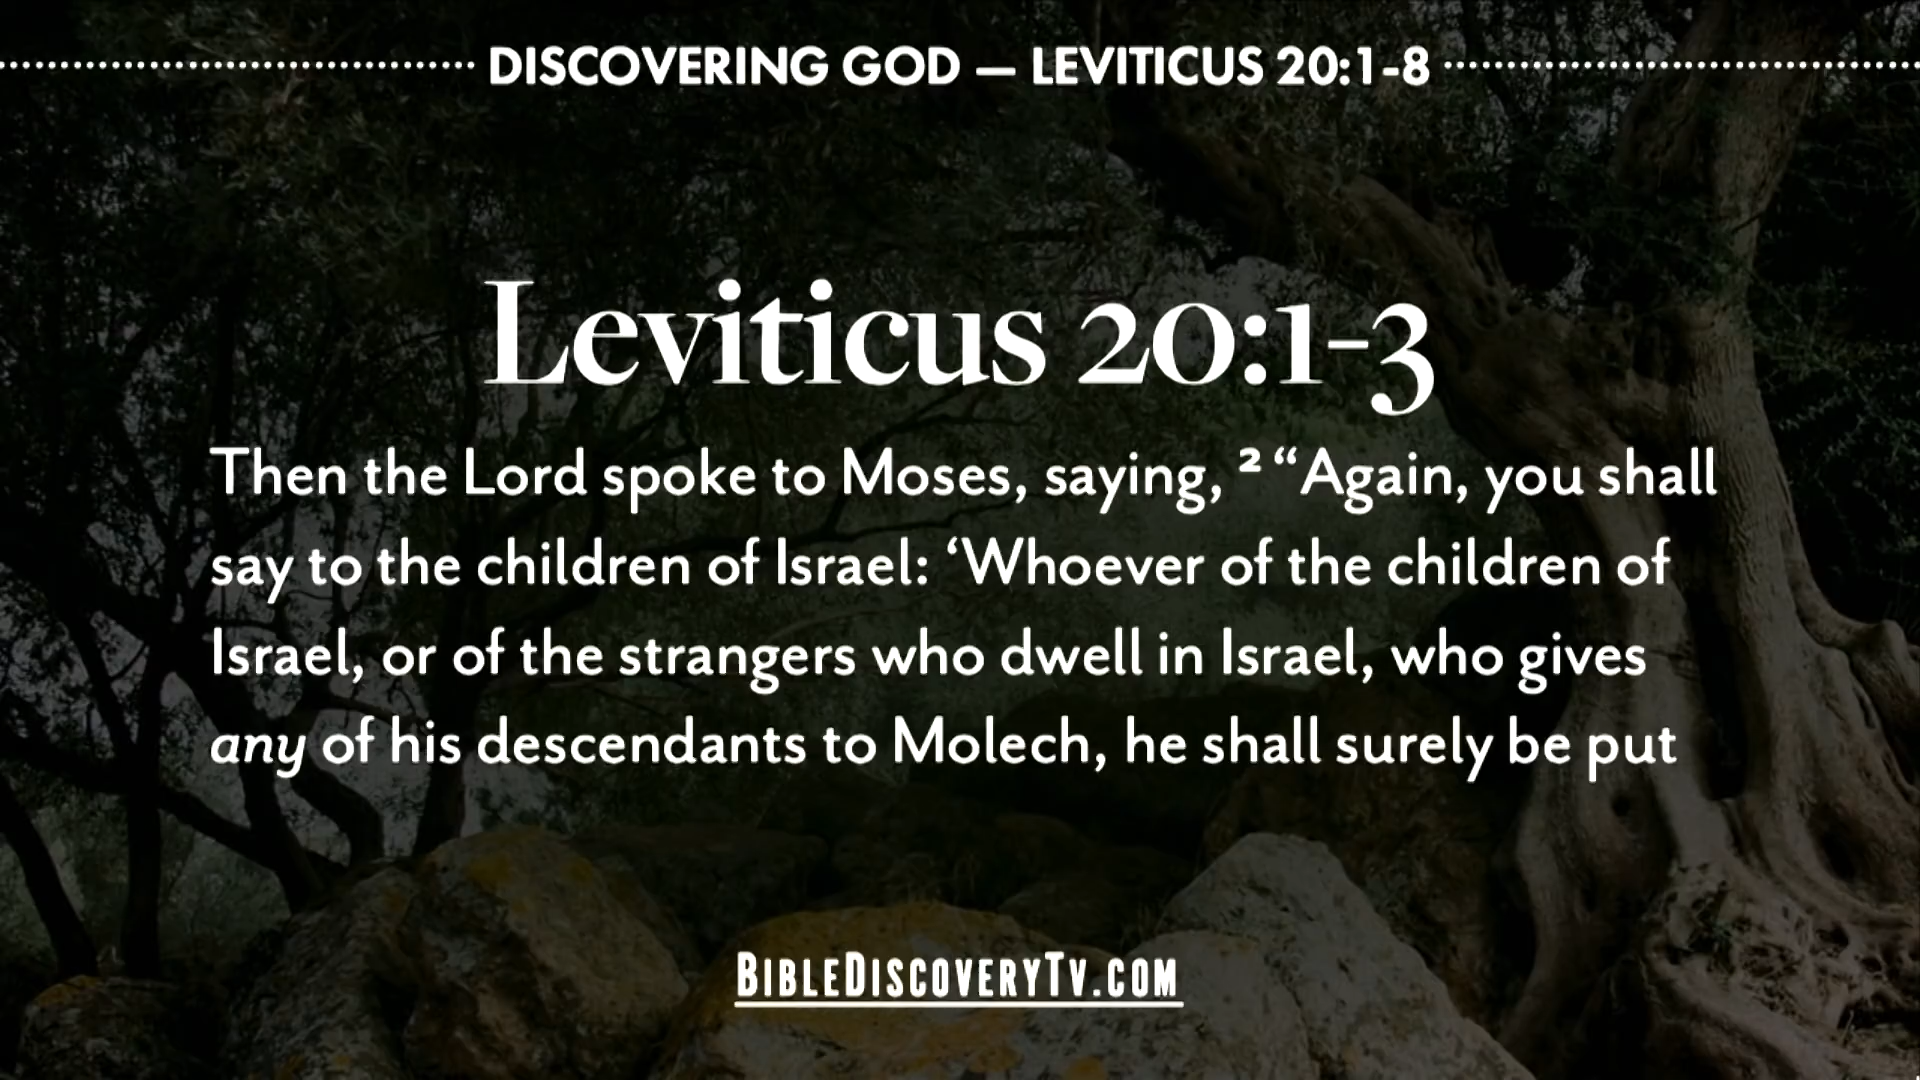 DISCOVERING GOD — LEVITICUS 20:1-8
Leviticus 20:1-3
Then the Lord spoke to Moses, saying, ² “Again, you shall
say to the children of Israel: ‘Whoever of the children of
Israel, or of the strangers who dwell in Israel, who gives
any of his descendants to Molech, he shall surely be put
BIBLEDISCOVERYTV.COM